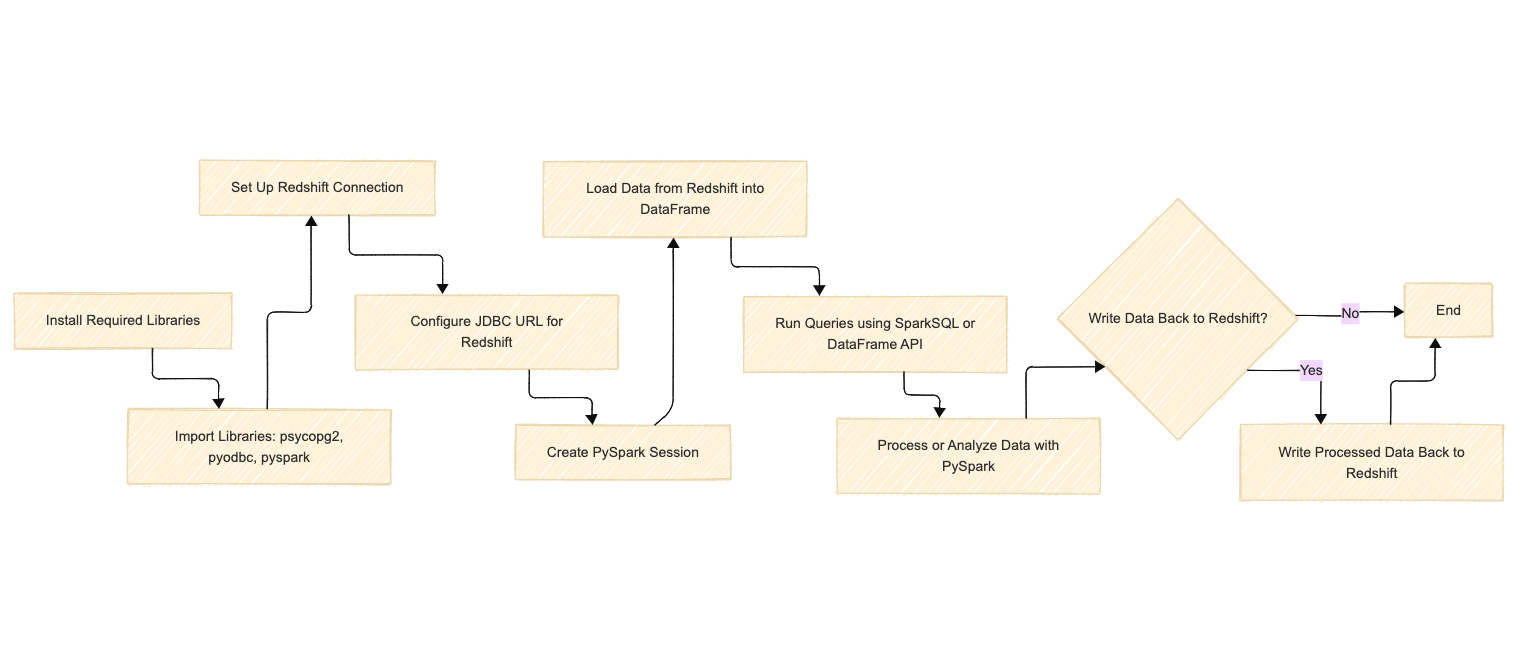 Install Required Libraries
Import Libraries: psycopg2,
pyodbc, pyspark
Set Up Redshift Connection
Configure JDBC URL for
Redshift
Create PySpark Session
Load Data from Redshift into
DataFrame
Run Queries using SparkSQL or
DataFrame API
Process or Analyze Data with
PySpark
Write Data Back to Redshift?
No
Yes
Write Processed Data Back to
Redshift
End